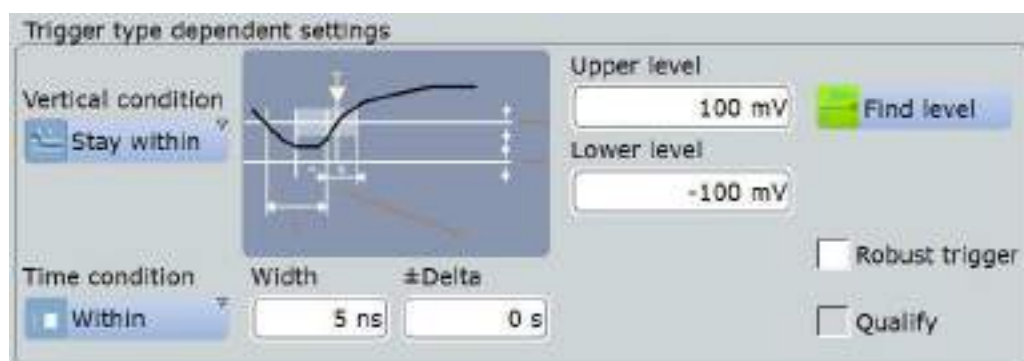 Trigger type dependent settings
Vertical condition
Stay within
Upper level
100 mV
Find level
Lower level
-100 mV
Robust trigger
Time condition
Width
±Delta
Within
5 ns
0 s
Qualify